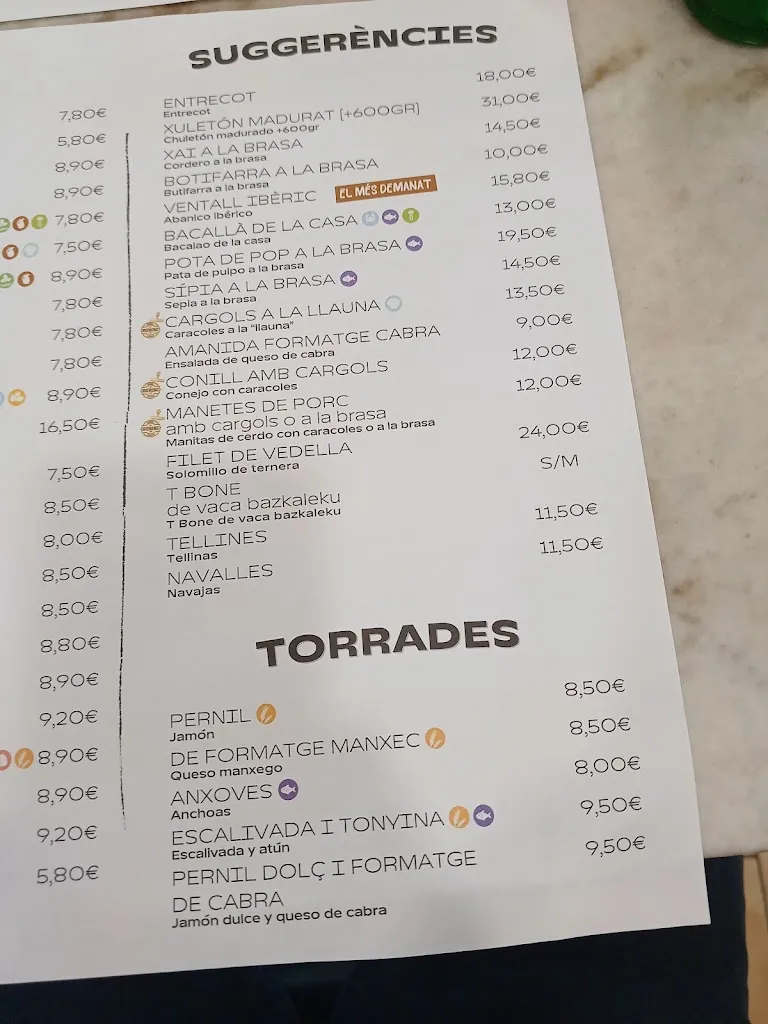 7,80€
5,80€
8,90€
8,90€
7,80€
7,50€
8,90€
7,80€
7,80€
7,80€
8,90€
16,50€
7,50€
8,50€
8,00€
8,50€
8,50€
8,80€
8,90€
9,20€
8,90€
8,90€
9,20€
5,80€
SUGGERÈNCIES
ENTRECOT 18,00€
Entrecot
XULETÓN MADURAT (+600GR) 31,00€
Chuletón madurado +600gr
XAI A LA BRASA 14,50€
Cordero a la brasa
BOTIFARRA A LA BRASA 10,00€
Butifarra a la brasa
VENTALL IBÈRIC EL MÉS DEMANAT 15,80€
Abanico ibérico
BACALLÀ DE LA CASA 13,00€
Bacalao de la casa
POTA DE POP A LA BRASA 19,50€
Pata de pulpo a la brasa
SÍPIA A LA BRASA 14,50€
Sepia a la brasa
CARGOLS A LA LLAUNA 13,50€
Caracoles a la "llauna"
AMANIDA FORMATGE CABRA 9,00€
Ensalada de queso de cabra
CONILL AMB CARGOLS 12,00€
Conejo con caracoles
MANETES DE PORC 12,00€
amb cargols o a la brasa
Manitas de cerdo con caracoles o a la brasa
FILET DE VEDELLA 24,00€
Solomillo de ternera
T BONE S/M
de vaca bazkaleku
T Bone de vaca bazkaleku
TELLINES 11,50€
Tellinas
NAVALLES 11,50€
Navajas
TORRADES
PERNIL 8,50€
Jamón
DE FORMATGE MANXEC 8,50€
Queso manxego
ANXOVES 8,00€
Anchoas
ESCALIVADA I TONYINA 9,50€
Escalivada y atún
PERNIL DOLÇ I FORMATGE 9,50€
DE CABRA
Jamón dulce y queso de cabra